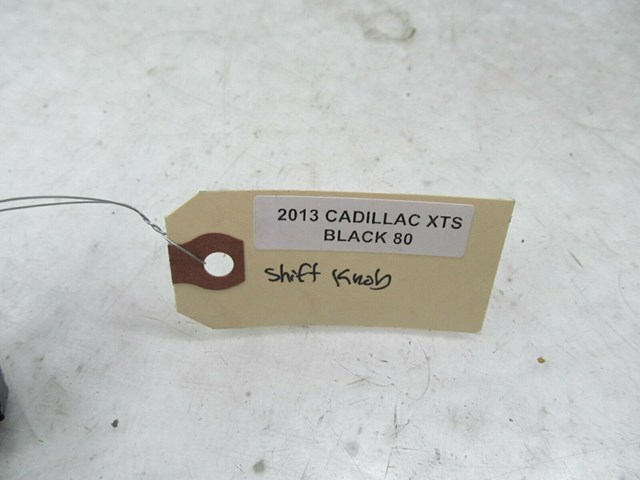 2013 CADILLAC XTS
BLACK 80
Shift Knob